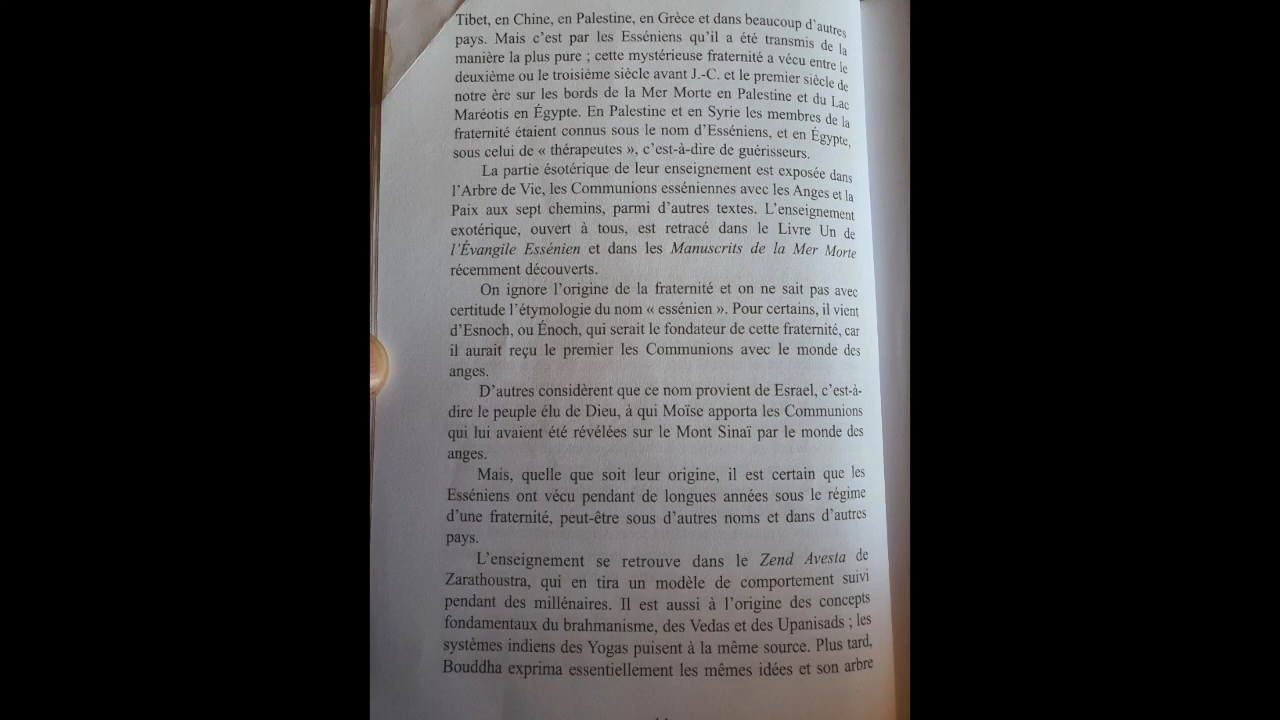 Tibet, en Chine, en Palestine, en Grèce et dans beaucoup d'autres
pays. Mais c'est par les Esséniens qu'il a été transmis de la
manière la plus pure ; cette mystérieuse fraternité a vécu entre le
deuxième ou le troisième siècle avant J.-C. et le premier siècle de
notre ère sur les bords de la Mer Morte en Palestine et du Lac
Maréotis en Égypte. En Palestine et en Syrie les membres de la
fraternité étaient connus sous le nom d'Esséniens, et en Égypte,
sous celui de « thérapeutes », c'est-à-dire de guérisseurs.
La partie ésotérique de leur enseignement est exposée dans
l'Arbre de Vie, les Communions esséniennes avec les Anges et la
Paix aux sept chemins, parmi d'autres textes. L'enseignement
exotérique, ouvert à tous, est retracé dans le Livre Un de
l'Évangile Essénien et dans les Manuscrits de la Mer Morte
récemment découverts.
On ignore l'origine de la fraternité et on ne sait pas avec
certitude l'étymologie du nom « essénien ». Pour certains, il vient
d'Esnoch, ou Énoch, qui serait le fondateur de cette fraternité, car
il aurait reçu le premier les Communions avec le monde des
anges.
D'autres considèrent que ce nom provient de Esrael, c'est-à-
dire le peuple élu de Dieu, à qui Moïse apporta les Communions
qui lui avaient été révélées sur le Mont Sinaï par le monde des
anges.
Mais, quelle que soit leur origine, il est certain que les
Esséniens ont vécu pendant de longues années sous le régime
d'une fraternité, peut-être sous d'autres noms et dans d'autres
pays.
L'enseignement se retrouve dans le Zend Avesta de
Zarathoustra, qui en tira un modèle de comportement suivi
pendant des millénaires. Il est aussi à l'origine des concepts
fondamentaux du brahmanisme, des Vedas et des Upanisads ; les
systèmes indiens des Yogas puisent à la même source. Plus tard,
Bouddha exprima essentiellement les mêmes idées et son arbre